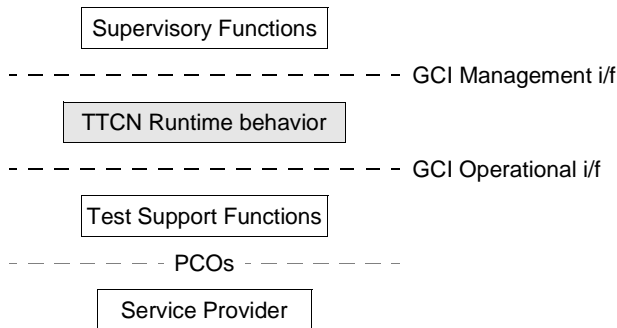 Supervisory Functions
GCI Management i/f
TTCN Runtime behavior
GCI Operational i/f
Test Support Functions
PCOs
Service Provider